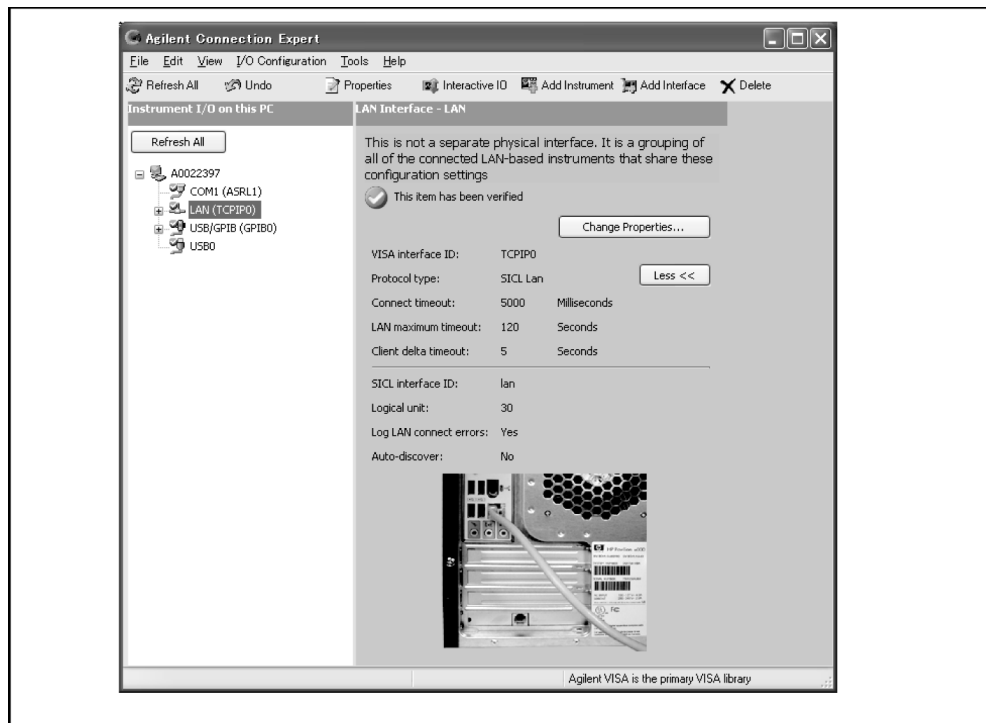 Agilent Connection Expert
File Edit View I/O Configuration Tools Help
Refresh All Undo Properties Interactive IO Add Instrument Add Interface Delete
Instrument I/O on this PC
Refresh All
A0022397
COM1 (ASRL1)
LAN (TCPIP0)
USB/GPIB (GPIB0)
USB0
LAN Interface - LAN
This is not a separate physical interface. It is a grouping of
all of the connected LAN-based instruments that share these
configuration settings
This item has been verified
Change Properties...
VISA interface ID: TCPIP0
Protocol type: SICL Lan
Less <<
Connect timeout: 5000 Milliseconds
LAN maximum timeout: 120 Seconds
Client delta timeout: 5 Seconds
SICL interface ID: lan
Logical unit: 30
Log LAN connect errors: Yes
Auto-discover: No
Agilent VISA is the primary VISA library